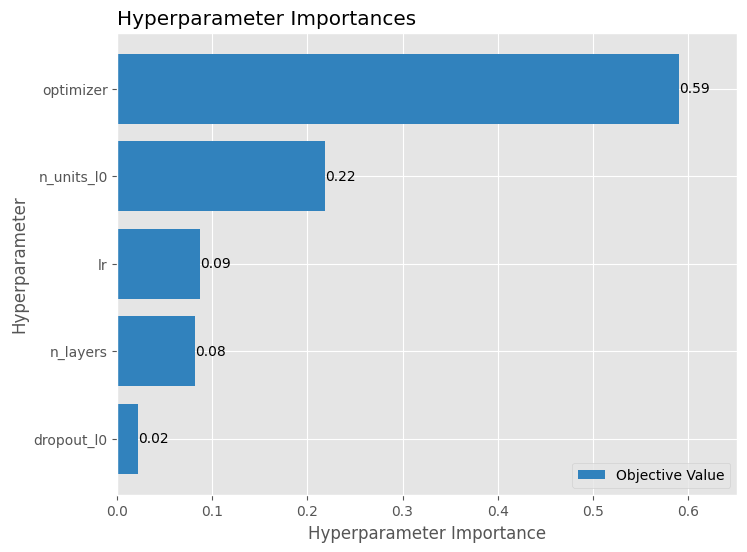 Hyperparameter Importances
Hyperparameter
optimizer
0.59
n_units_l0
0.22
lr
0.09
n_layers
0.08
dropout_l0
0.02
Objective Value
0.0 0.1 0.2 0.3 0.4 0.5 0.6
Hyperparameter Importance